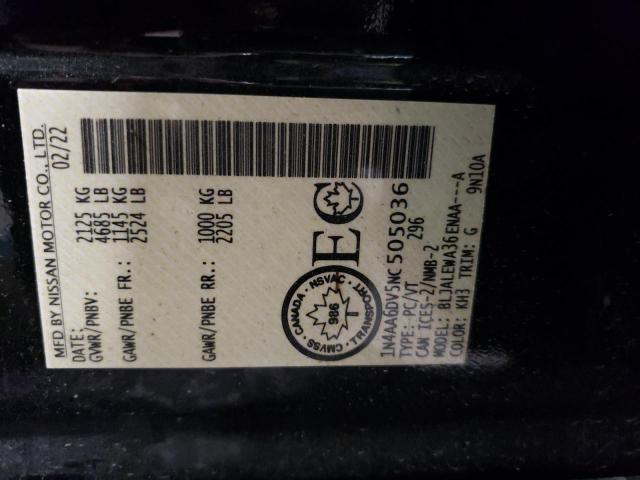 MFD BY NISSAN MOTOR CO., LTD.
DATE: 02/22
GVWR/PNBV: 2125 KG
4685 LB
GAWR/PNBE FR: 1145 KG
2524 LB
GAWR/PNBE RR: 1000 KG
2205 LB
CANADA · NSVAC · TRANSPORT · CMVSS
986
EC
1N4AA6DV5NC505036
TYPE: PC/VT 296
CAN ICES-2/NMB-2
MODEL: BLJALEWA36ENAA---A
COLOR: KH3 TRIM: G 9N10A